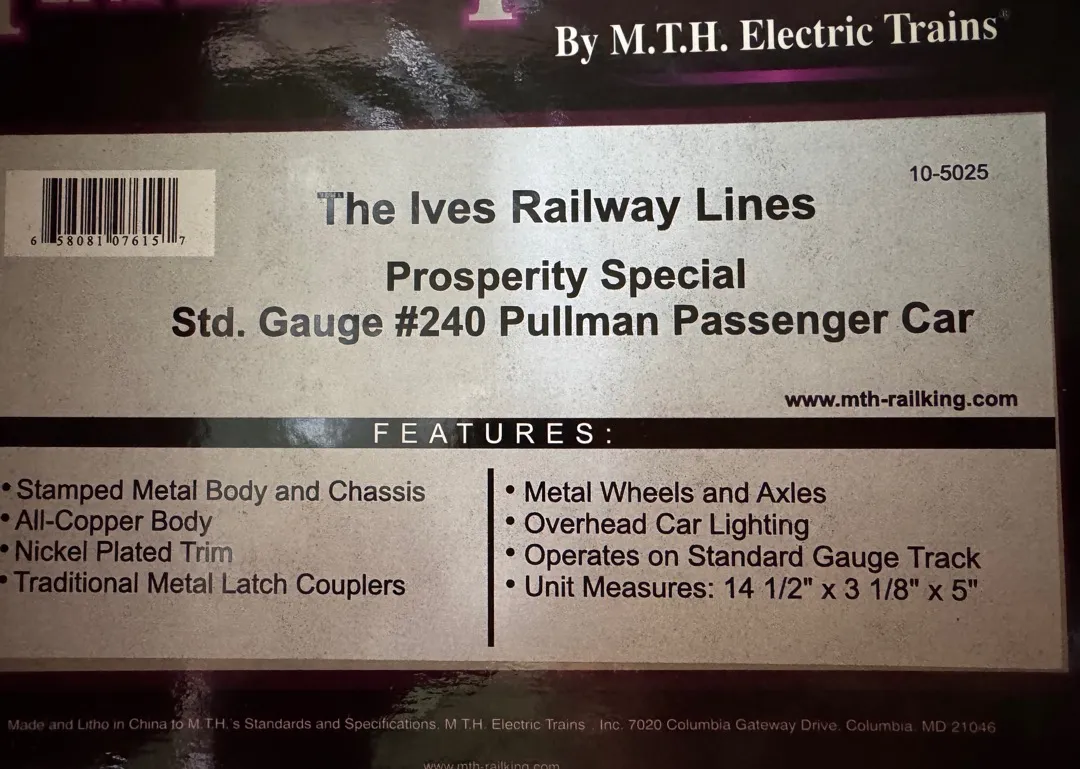 By M.T.H. Electric Trains®
10-5025
6 58081 07615 7
The Ives Railway Lines
Prosperity Special
Std. Gauge #240 Pullman Passenger Car
www.mth-railking.com
FEATURES:
• Stamped Metal Body and Chassis
• All-Copper Body
• Nickel Plated Trim
• Traditional Metal Latch Couplers
• Metal Wheels and Axles
• Overhead Car Lighting
• Operates on Standard Gauge Track
• Unit Measures: 14 1/2" x 3 1/8" x 5"
Made and Litho in China to M.T.H.'s Standards and Specifications. M.T.H. Electric Trains , Inc. 7020 Columbia Gateway Drive, Columbia, MD 21046
www.mth-railking.com